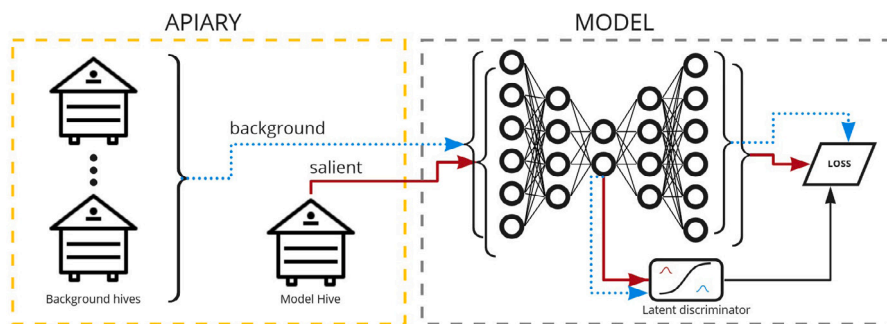 APIARY
MODEL
background
salient
LOSS
Background hives
Model Hive
Latent discriminator